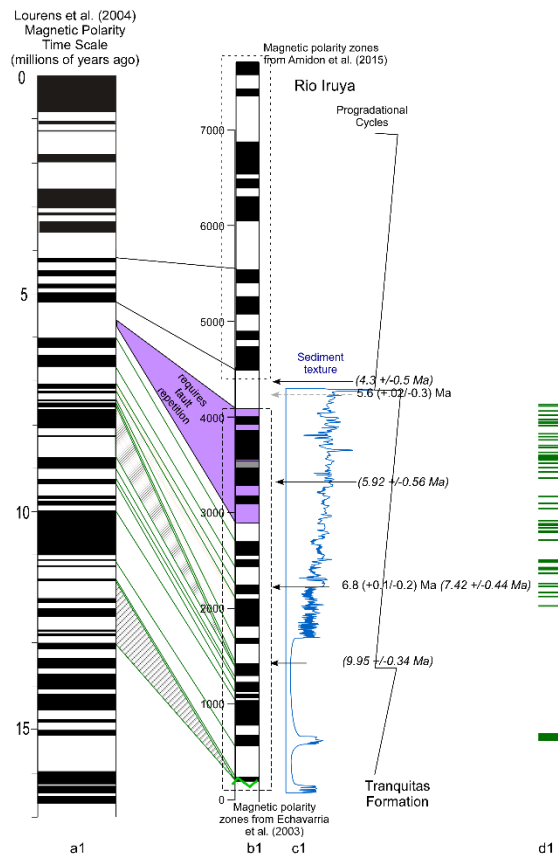 Lourens et al. (2004)
Magnetic Polarity
Time Scale
(millions of years ago)
0
5
10
15
a1
Magnetic polarity zones
from Amidon et al. (2015)
Rio Iruya
Progradational
Cycles
7000
6000
5000
4000
3000
2000
1000
0
requires
fault
repetition
Sediment
texture
(4.3 +/-0.5 Ma)
5.6 (+.02/-0.3) Ma
(5.92 +/-0.56 Ma)
6.8 (+0.1/-0.2) Ma (7.42 +/-0.44 Ma)
(9.95 +/-0.34 Ma)
Tranquitas
Formation
Magnetic polarity
zones from Echavarria
et al. (2003)
b1
c1
d1